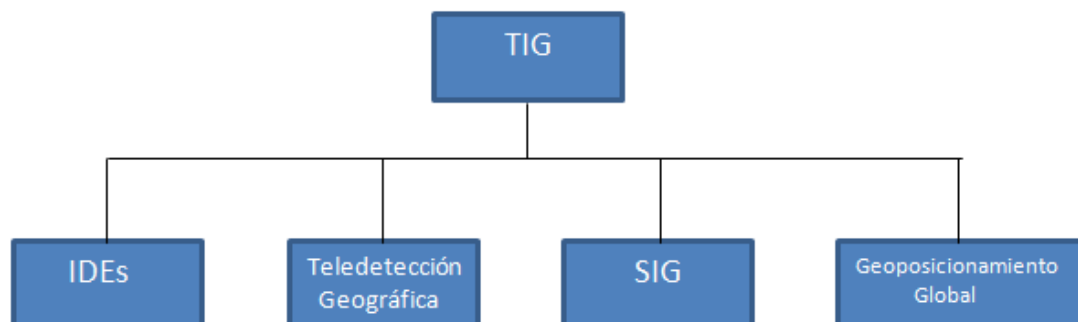 TIG
IDEs
Teledetección
Geográfica
SIG
Geoposicionamiento
Global